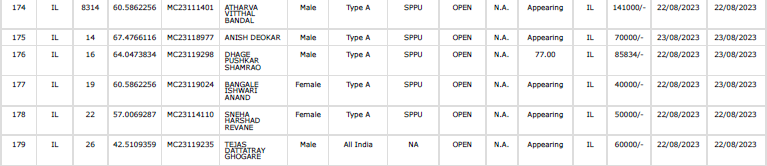 174 IL 8314 60.5862256 MC23111401 ATHARVA VITTHAL BANDAL Male Type A SPPU OPEN N.A. Appearing IL 141000/- 22/08/2023 22/08/2023
175 IL 14 67.4766116 MC23118977 ANISH DEOKAR Male Type A SPPU OPEN N.A. Appearing IL 70000/- 22/08/2023 23/08/2023
176 IL 16 64.0473834 MC23119298 DHAGE PUSHKAR SHAMRAO Male Type A SPPU OPEN N.A. 77.00 IL 85834/- 22/08/2023 23/08/2023
177 IL 19 60.5862256 MC23119024 BANGALE ISHWARI ANAND Female Type A SPPU OPEN N.A. Appearing IL 40000/- 22/08/2023 23/08/2023
178 IL 22 57.0069287 MC23114110 SNEHA HARSHAD REVANE Female Type A SPPU OPEN N.A. Appearing IL 50000/- 22/08/2023 22/08/2023
179 IL 26 42.5109359 MC23119235 TEJAS DATTATRAY GHOGARE Male All India NA OPEN N.A. Appearing IL 60000/- 22/08/2023 22/08/2023